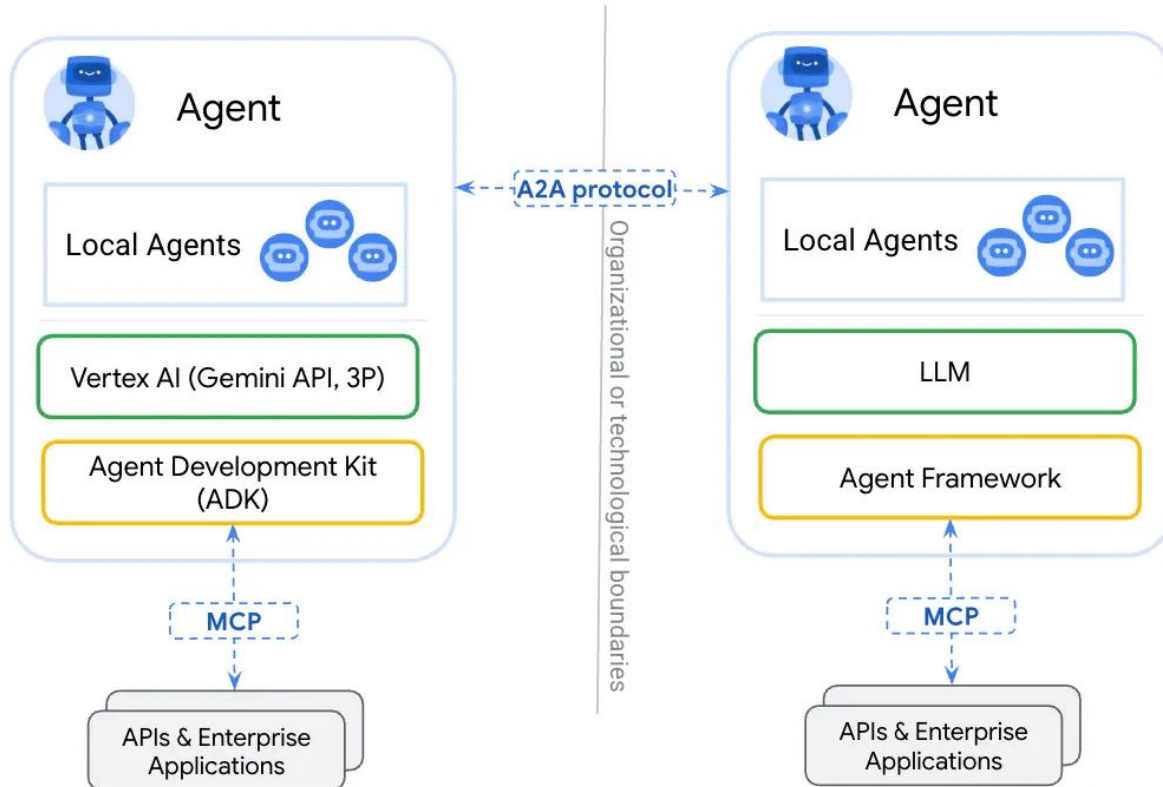 Agent
Local Agents
Vertex AI (Gemini API, 3P)
Agent Development Kit
(ADK)
MCP
APIs & Enterprise
Applications
A2A protocol
Organizational or technological boundaries
Agent
Local Agents
LLM
Agent Framework
MCP
APIs & Enterprise
Applications